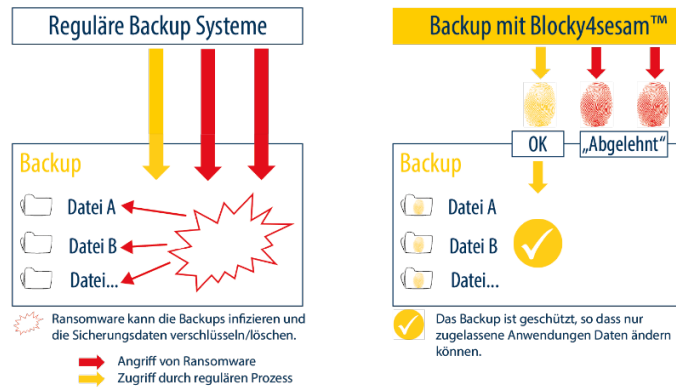 Reguläre Backup Systeme
Backup
Datei A
Datei B
Datei...
Ransomware kann die Backups infizieren und
die Sicherungsdaten verschlüsseln/löschen.
Angriff von Ransomware
Zugriff durch regulären Prozess
Backup mit Blocky4sesam™
OK
„Abgelehnt“
Backup
Datei A
Datei B
Datei...
Das Backup ist geschützt, so dass nur
zugelassene Anwendungen Daten ändern
können.